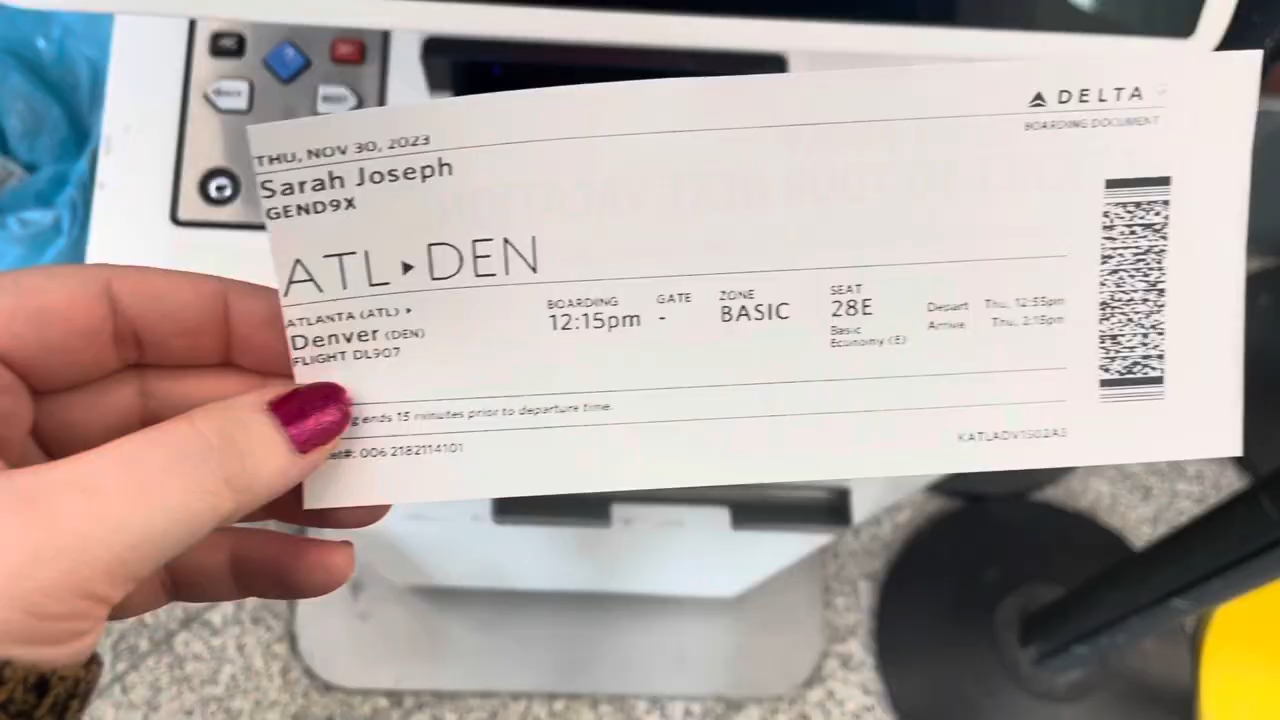 DELTA
BOARDING DOCUMENT
THU, NOV 30, 2023
Sarah Joseph
GEND9X
ATL▸DEN
ATLANTA (ATL) ▸
Denver (DEN)
FLIGHT DL907
BOARDING
12:15pm
GATE
-
ZONE
BASIC
SEAT
28E
Basic
Economy (E)
Depart Thu, 12:55pm
Arrive Thu, 2:15pm
ends 15 minutes prior to departure time.
#: 006 2182114101